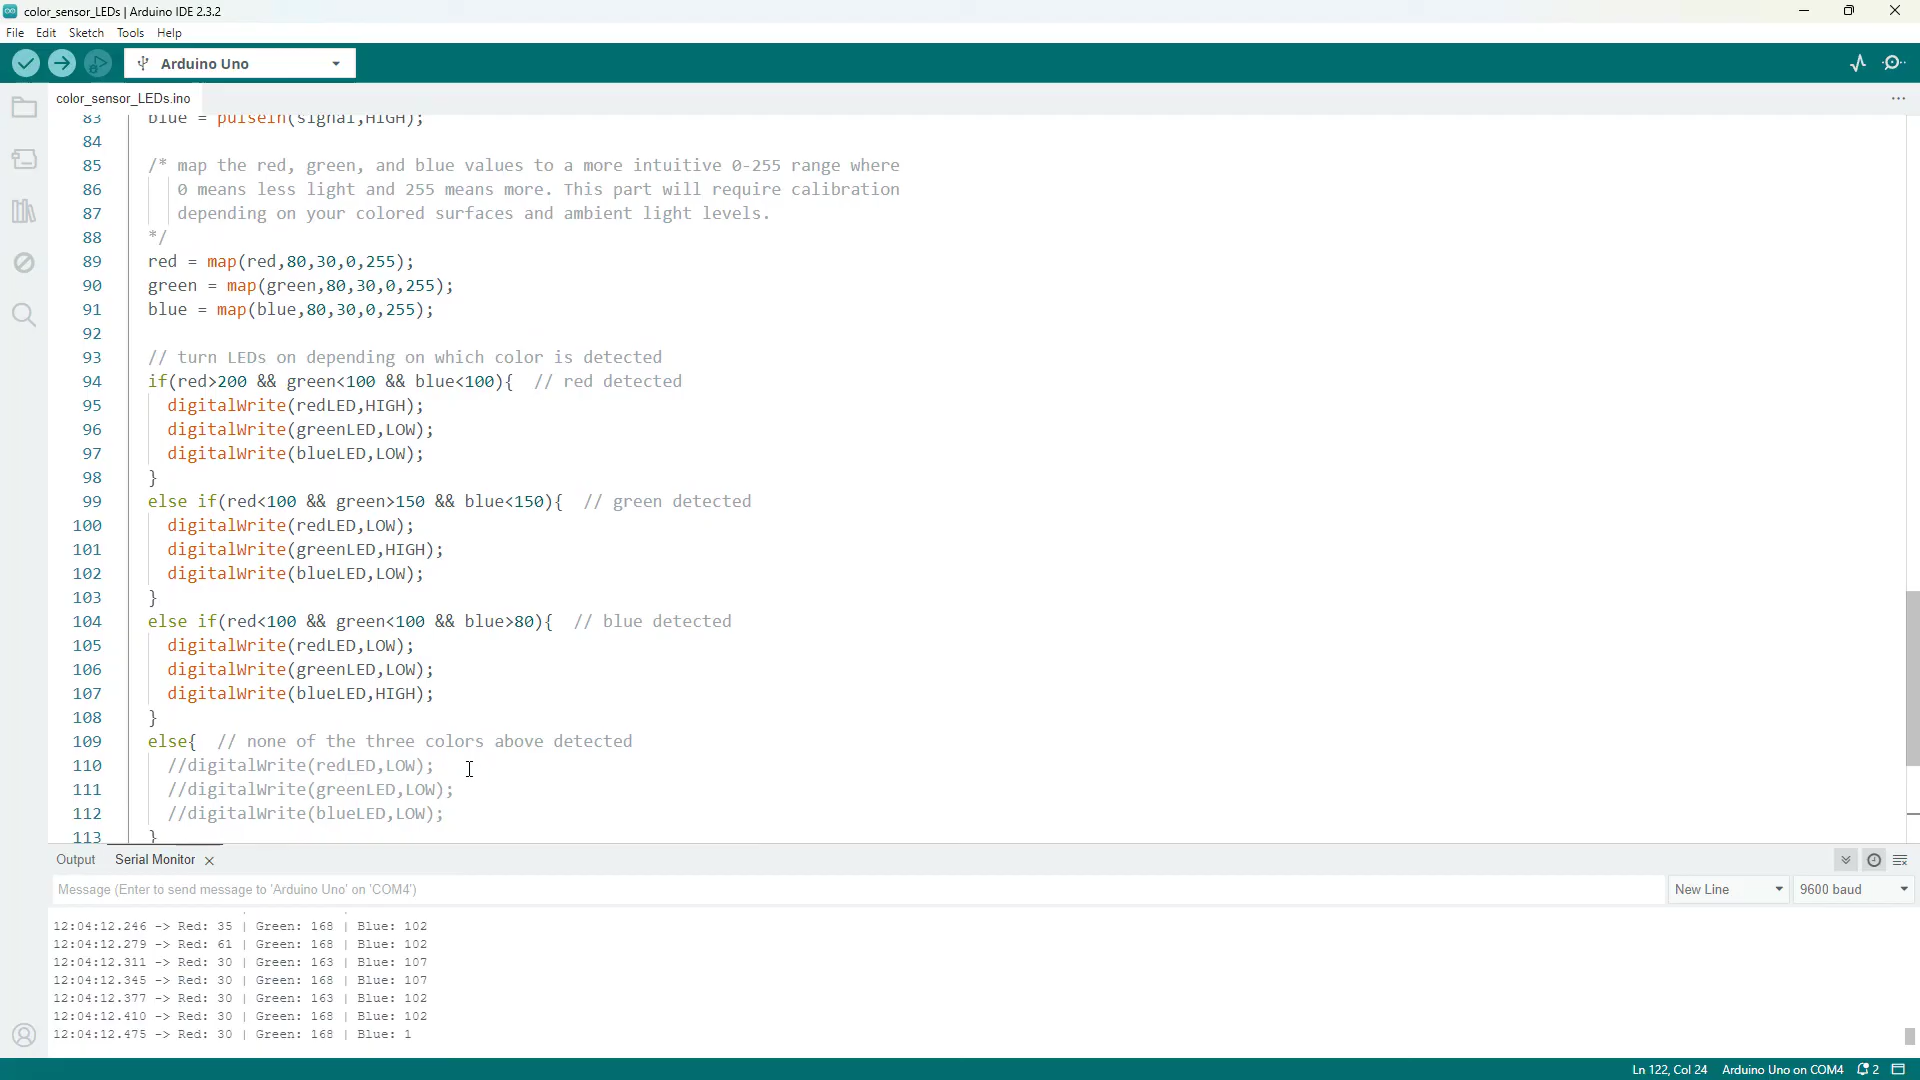 color_sensor_LEDs | Arduino IDE 2.3.2
File Edit Sketch Tools Help
Arduino Uno
color_sensor_LEDs.ino
83 blue = pulseIn(signal,HIGH);
84
85 /* map the red, green, and blue values to a more intuitive 0-255 range where
86 0 means less light and 255 means more. This part will require calibration
87 depending on your colored surfaces and ambient light levels.
88 */
89 red = map(red,80,30,0,255);
90 green = map(green,80,30,0,255);
91 blue = map(blue,80,30,0,255);
92
93 // turn LEDs on depending on which color is detected
94 if(red>200 && green<100 && blue<100){ // red detected
95 digitalWrite(redLED,HIGH);
96 digitalWrite(greenLED,LOW);
97 digitalWrite(blueLED,LOW);
98 }
99 else if(red<100 && green>150 && blue<150){ // green detected
100 digitalWrite(redLED,LOW);
101 digitalWrite(greenLED,HIGH);
102 digitalWrite(blueLED,LOW);
103 }
104 else if(red<100 && green<100 && blue>80){ // blue detected
105 digitalWrite(redLED,LOW);
106 digitalWrite(greenLED,LOW);
107 digitalWrite(blueLED,HIGH);
108 }
109 else{ // none of the three colors above detected
110 //digitalWrite(redLED,LOW);
111 //digitalWrite(greenLED,LOW);
112 //digitalWrite(blueLED,LOW);
113 }
Output Serial Monitor
Message (Enter to send message to 'Arduino Uno' on 'COM4') New Line 9600 baud
12:04:12.246 -> Red: 35 | Green: 168 | Blue: 102
12:04:12.279 -> Red: 61 | Green: 168 | Blue: 102
12:04:12.311 -> Red: 30 | Green: 163 | Blue: 107
12:04:12.345 -> Red: 30 | Green: 168 | Blue: 107
12:04:12.377 -> Red: 30 | Green: 163 | Blue: 102
12:04:12.410 -> Red: 30 | Green: 168 | Blue: 102
12:04:12.475 -> Red: 30 | Green: 168 | Blue: 1
Ln 122, Col 24 Arduino Uno on COM4 2